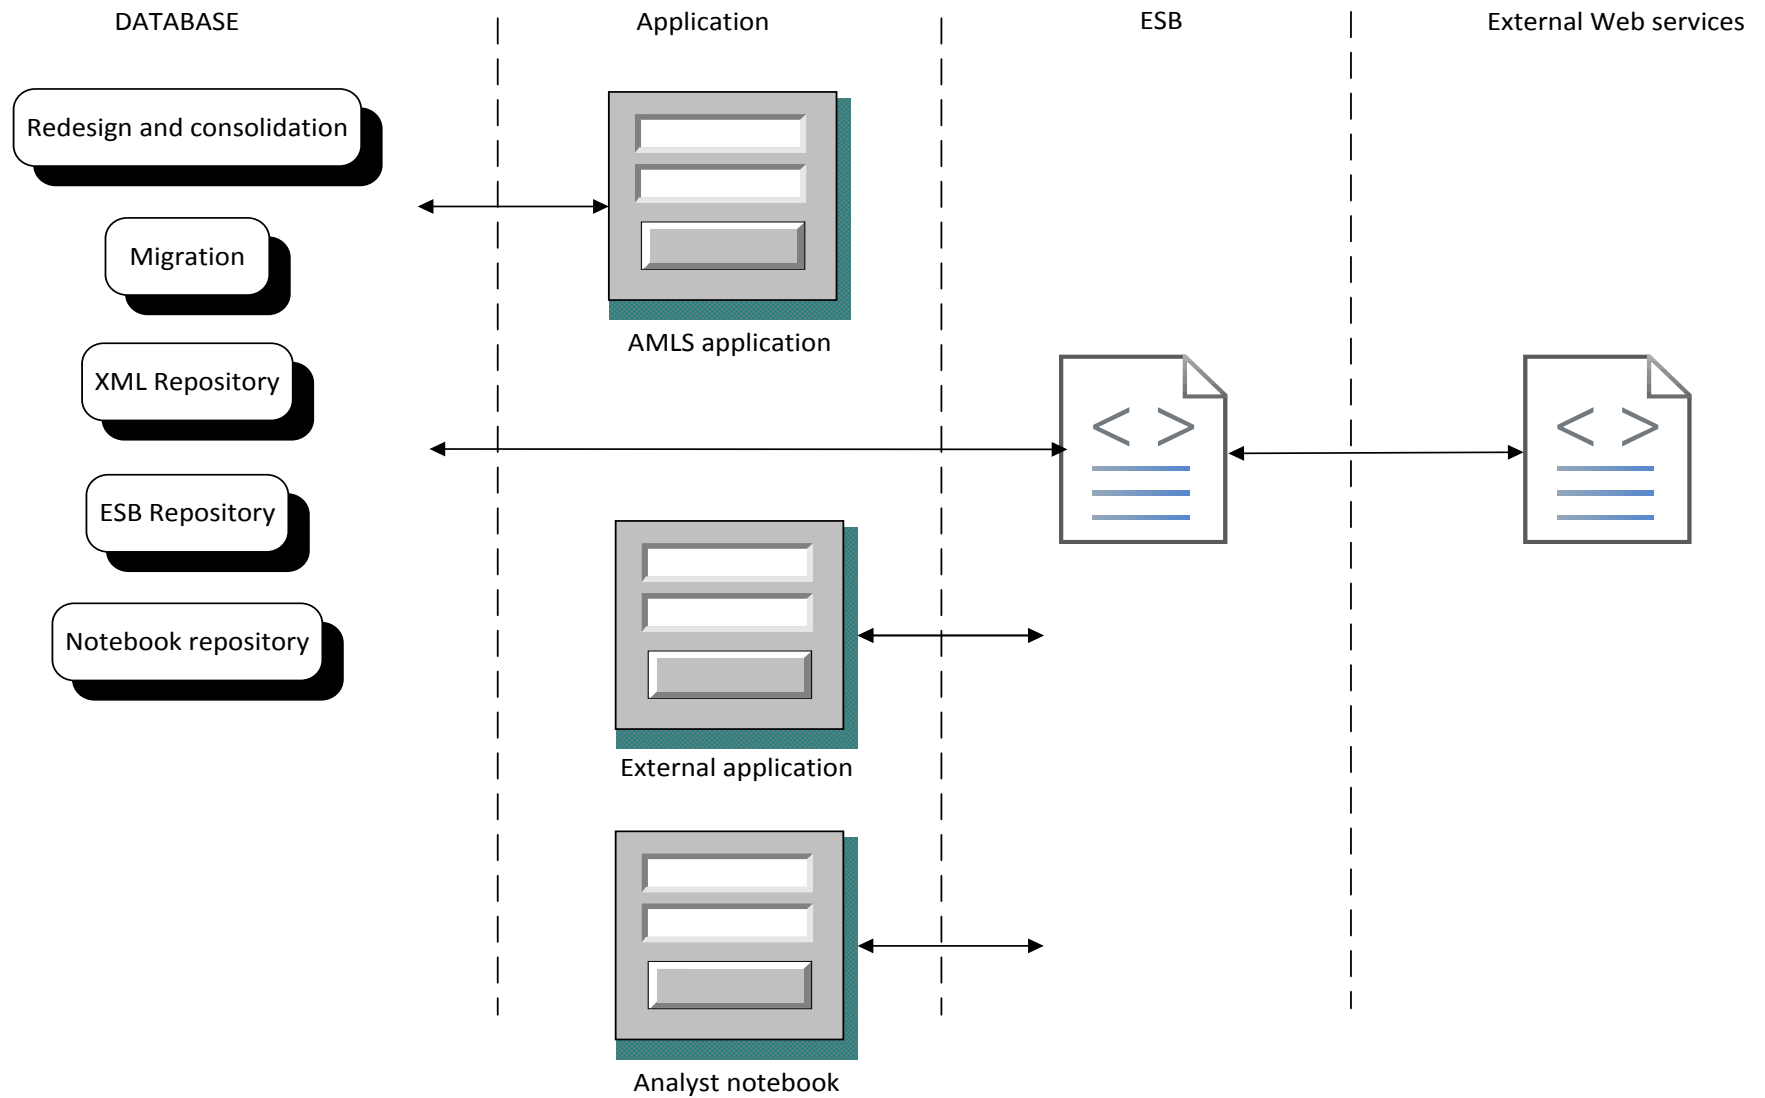 DATABASE
Application
ESB
External Web services
Redesign and consolidation
Migration
XML Repository
ESB Repository
Notebook repository
AMLS application
< >
< >
External application
Analyst notebook